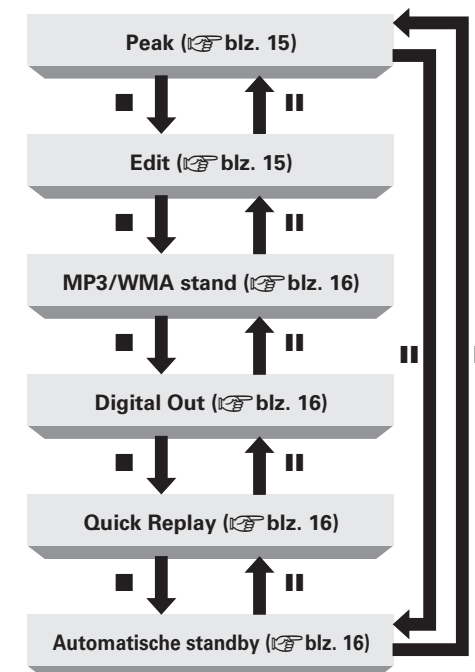 Peak (☞ blz. 15)
Edit (☞ blz. 15)
MP3/WMA stand (☞ blz. 16)
Digital Out (☞ blz. 16)
Quick Replay (☞ blz. 16)
Automatische standby (☞ blz. 16)